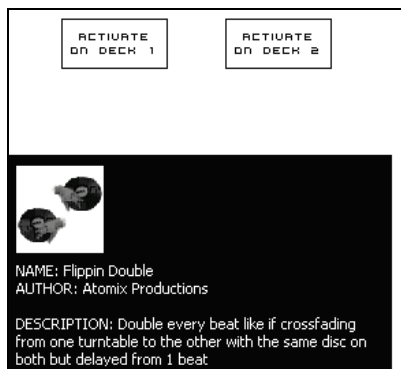 ACTIVATE ACTIVATE
ON DECK 1 ON DECK 2
NAME: Flippin Double
AUTHOR: Atomix Productions
DESCRIPTION: Double every beat like if crossfading
from one turntable to the other with the same disc on
both but delayed from 1 beat